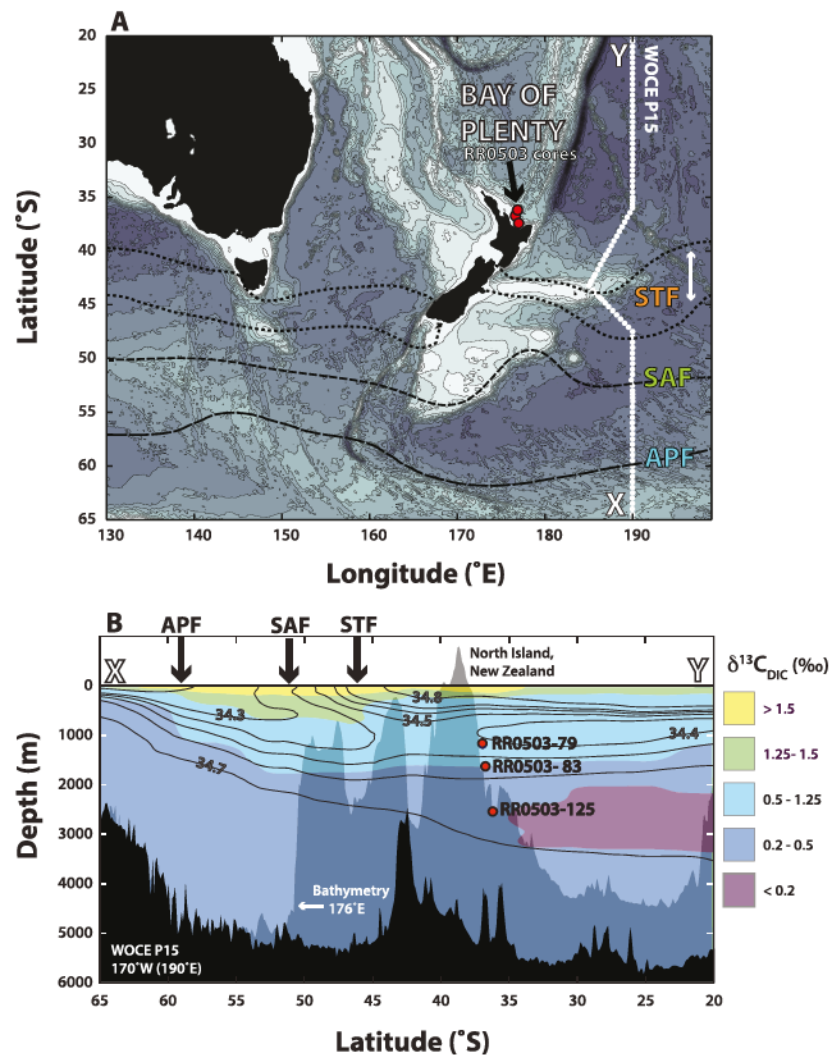 A
20
25
30
35
40
45
50
55
60
65
Latitude (˚S)
Y
WOCE P15
BAY OF
PLENTY
RR0503 cores
STF
SAF
APF
X
130
140
150
160
170
180
190
Longitude (˚E)
B
APF
SAF
STF
North Island,
New Zealand
X
Y
δ¹³C_DIC (‰)
> 1.5
1.25- 1.5
0.5 - 1.25
0.2 - 0.5
< 0.2
0
1000
2000
3000
4000
5000
6000
Depth (m)
34.8
34.3
34.5
34.4
34.7
RR0503-79
RR0503- 83
RR0503-125
Bathymetry
176˚E
WOCE P15
170˚W (190˚E)
65
60
55
50
45
40
35
30
25
20
Latitude (˚S)